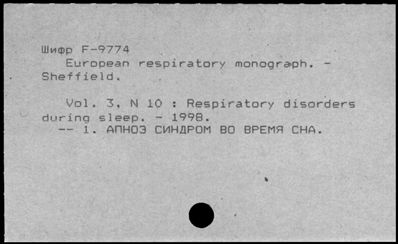 Шифр F-9774
European respiratory monograph. -
Sheffield.
Vol. 3, N 10 : Respiratory disorders
during sleep. - 1998.
-- 1. АПНОЭ СИНДРОМ ВО ВРЕМЯ СНА.